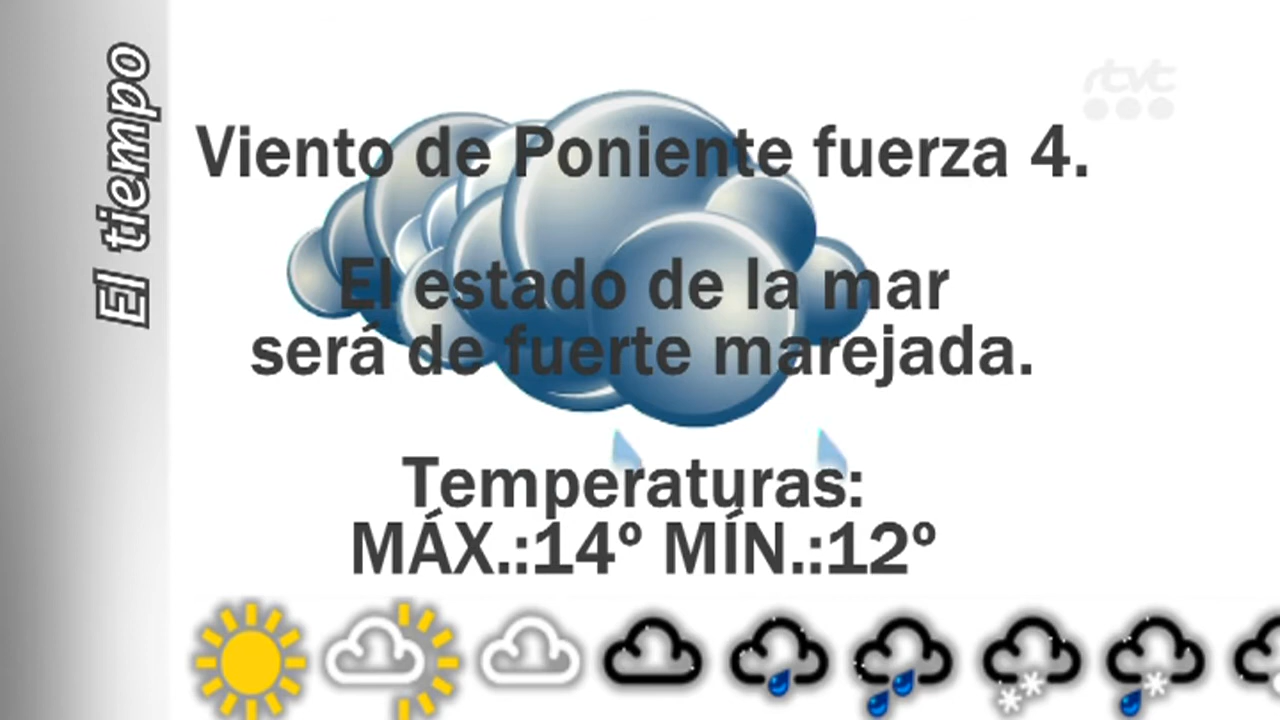 El tiempo
rtvt
Viento de Poniente fuerza 4.
El estado de la mar
será de fuerte marejada.
Temperaturas:
MÁX.:14º MÍN.:12º